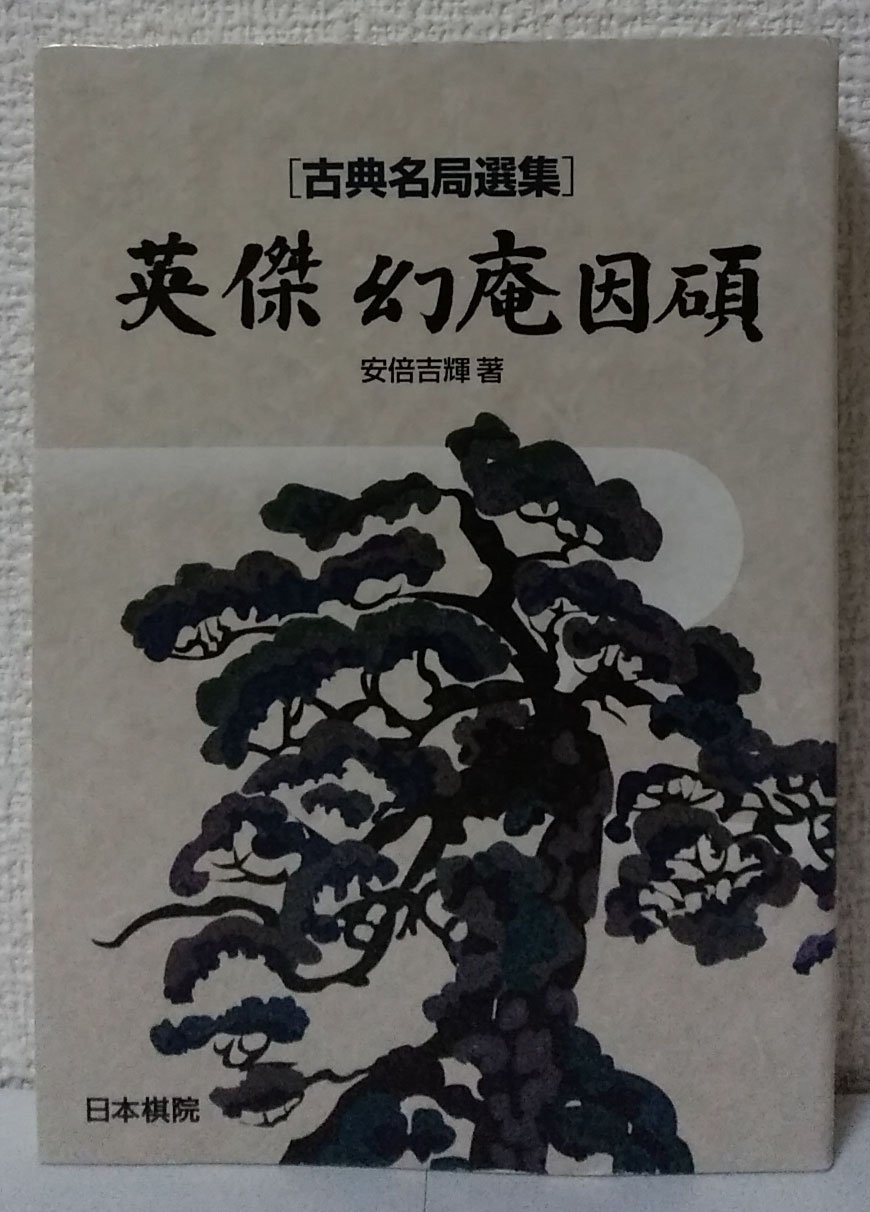 [古典名局選集]
英傑 幻庵因碩
安倍吉輝 著
日本棋院